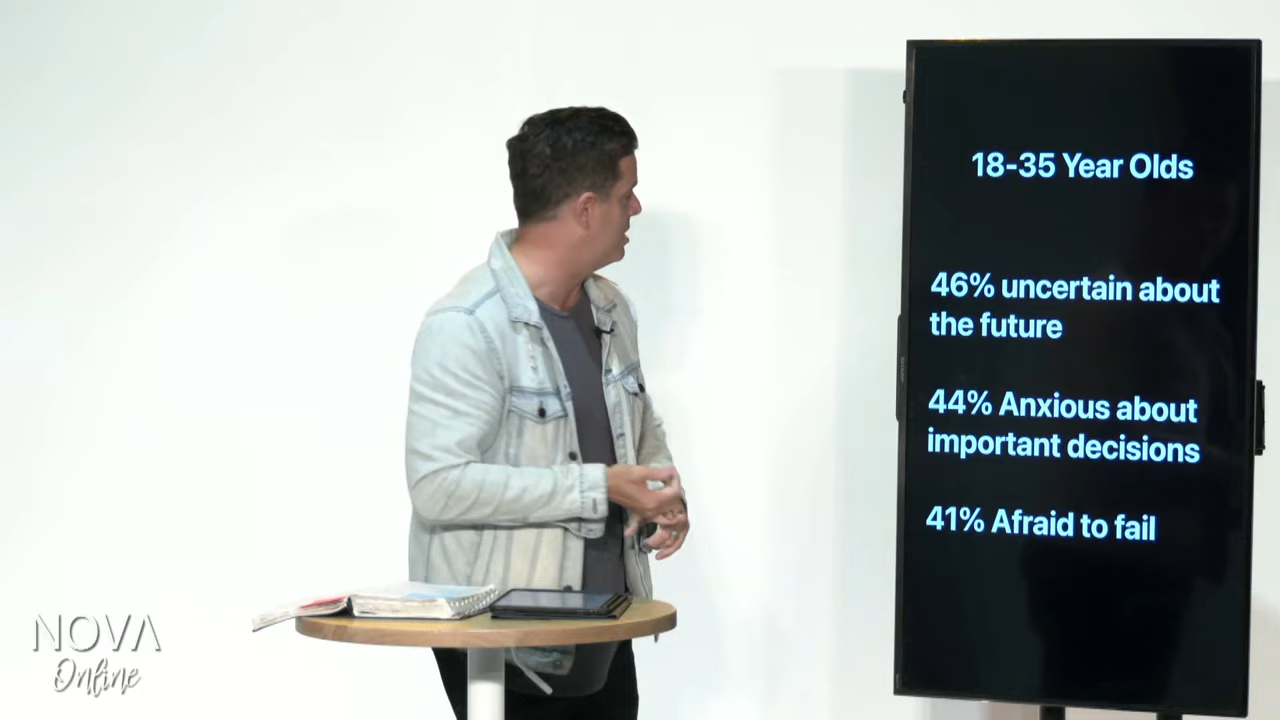 18-35 Year Olds
46% uncertain about
the future
44% Anxious about
important decisions
41% Afraid to fail
NOVA
Online